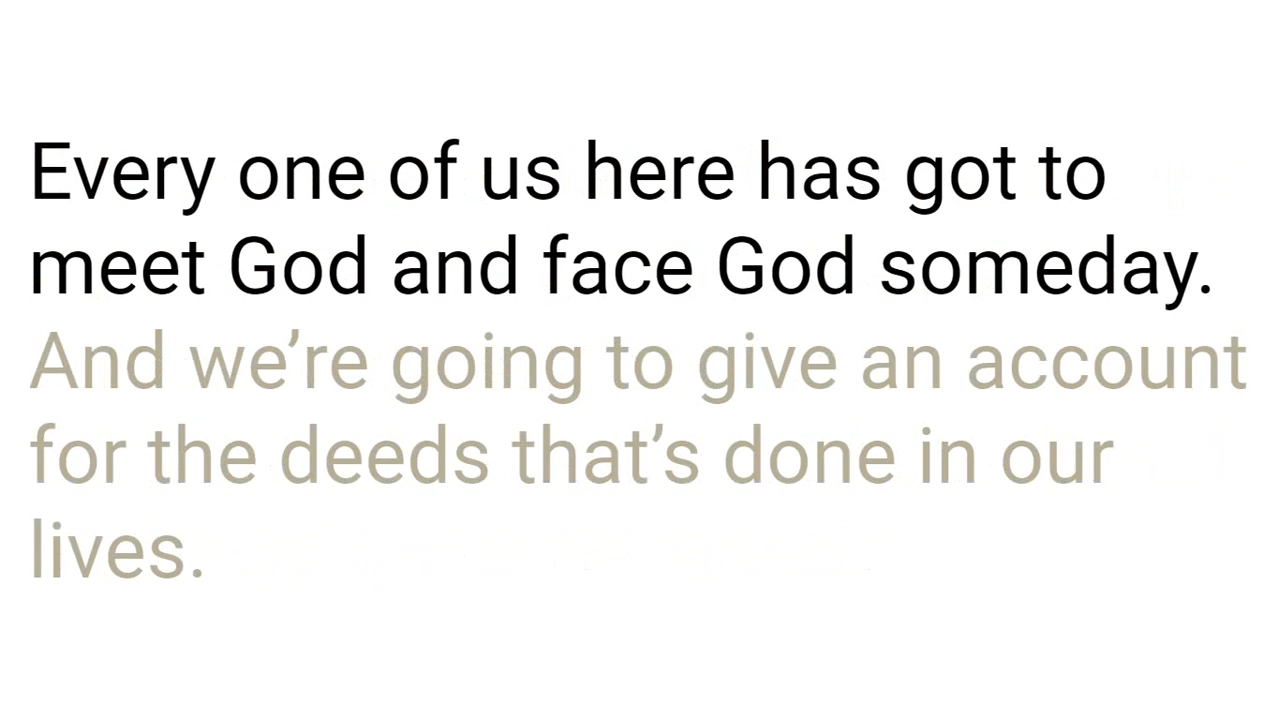 Every one of us here has got to
meet God and face God someday.
And we’re going to give an account
for the deeds that’s done in our
lives.